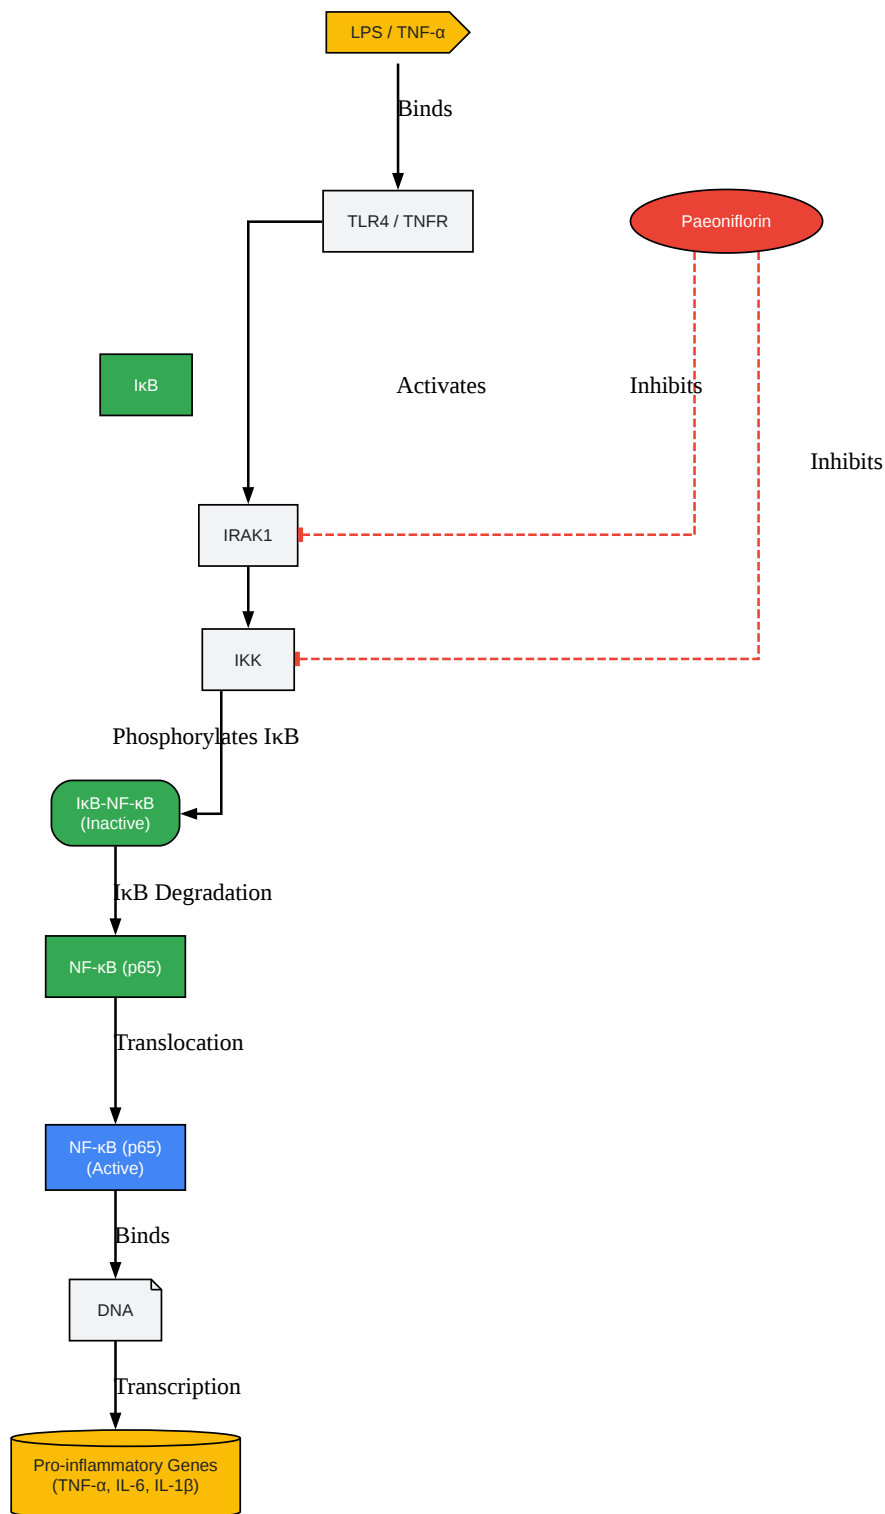 LPS / TNF-α
Binds
TLR4 / TNFR
Paeoniflorin
IκB
Activates
Inhibits
Inhibits
IRAK1
IKK
Phosphorylates IκB
IκB-NF-κB
(Inactive)
IκB Degradation
NF-κB (p65)
Translocation
NF-κB (p65)
(Active)
Binds
DNA
Transcription
Pro-inflammatory Genes
(TNF-α, IL-6, IL-1β)